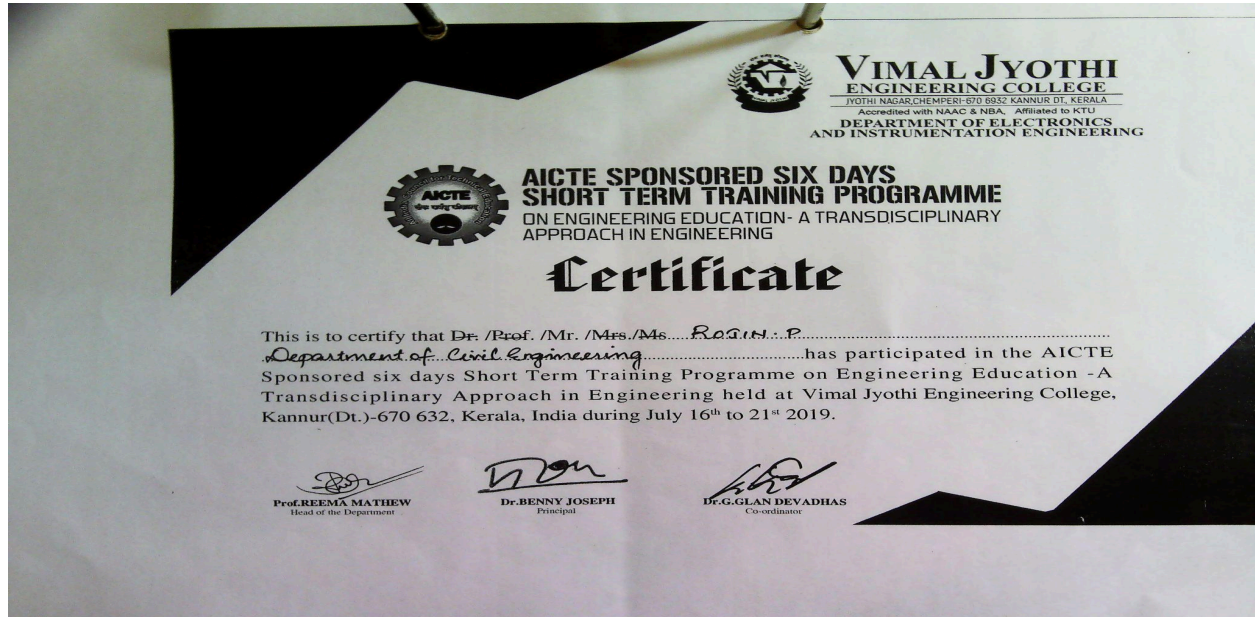 VIMAL JYOTHI
ENGINEERING COLLEGE
JYOTHI NAGAR,CHEMPERI-670 6932 KANNUR DT, KERALA
Accredited with NAAC & NBA, Affiliated to KTU
DEPARTMENT OF ELECTRONICS
AND INSTRUMENTATION ENGINEERING
AICTE
AICTE SPONSORED SIX DAYS
SHORT TERM TRAINING PROGRAMME
ON ENGINEERING EDUCATION- A TRANSDISCIPLINARY
APPROACH IN ENGINEERING
Certificate
This is to certify that Dr. /Prof. /Mr. /Mrs./Ms. ROJIN. P
Department of Civil Engineering has participated in the AICTE
Sponsored six days Short Term Training Programme on Engineering Education -A
Transdisciplinary Approach in Engineering held at Vimal Jyothi Engineering College,
Kannur(Dt.)-670 632, Kerala, India during July 16th to 21st 2019.
Prof.REEMA MATHEW
Head of the Department
Dr.BENNY JOSEPH
Principal
Dr.G.GLAN DEVADHAS
Co-ordinator